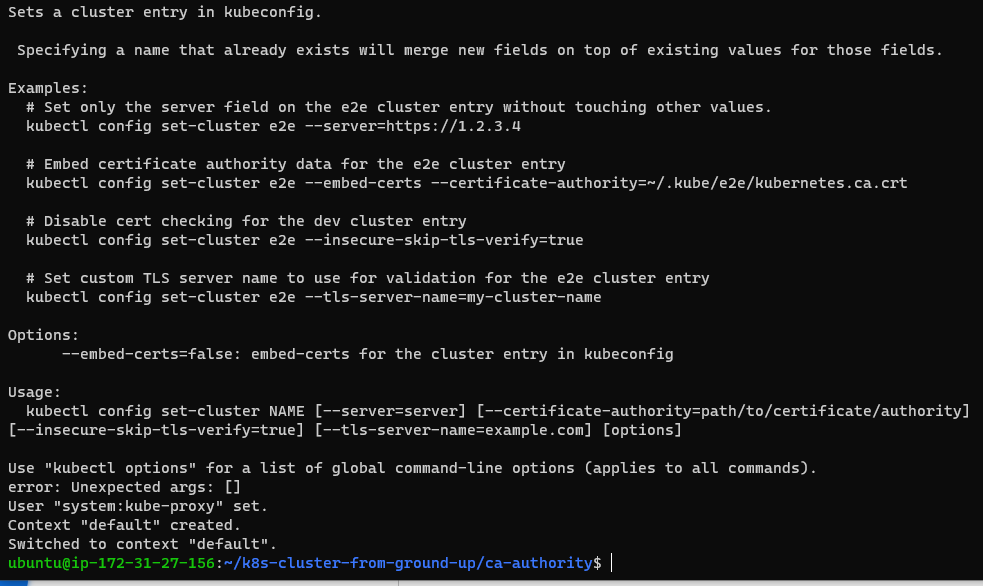 Sets a cluster entry in kubeconfig.
Specifying a name that already exists will merge new fields on top of existing values for those fields.
Examples:
# Set only the server field on the e2e cluster entry without touching other values.
kubectl config set-cluster e2e --server=https://1.2.3.4
# Embed certificate authority data for the e2e cluster entry
kubectl config set-cluster e2e --embed-certs --certificate-authority=~/.kube/e2e/kubernetes.ca.crt
# Disable cert checking for the dev cluster entry
kubectl config set-cluster e2e --insecure-skip-tls-verify=true
# Set custom TLS server name to use for validation for the e2e cluster entry
kubectl config set-cluster e2e --tls-server-name=my-cluster-name
Options:
--embed-certs=false: embed-certs for the cluster entry in kubeconfig
Usage:
kubectl config set-cluster NAME [--server=server] [--certificate-authority=path/to/certificate/authority]
[--insecure-skip-tls-verify=true] [--tls-server-name=example.com] [options]
Use "kubectl options" for a list of global command-line options (applies to all commands).
error: Unexpected args: []
User "system:kube-proxy" set.
Context "default" created.
Switched to context "default".
ubuntu@ip-172-31-27-156:~/k8s-cluster-from-ground-up/ca-authority$